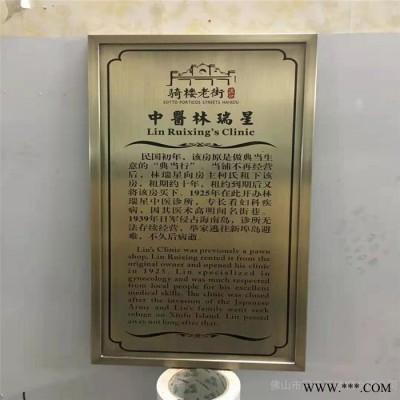 骑楼老街
SOTTO PORTICOS STREETS HAIKOU
中醫林瑞星
Lin Ruixing's Clinic
民国初年，该房原是做典当生
意的“典当行”。当铺不再经营
后，林瑞星向房主柯氏租下该
房，租期约十年，租约到期后又
将该房买下。1925年在此开办林
瑞星中医诊所，专长看妇科疾
病，因其医术高明闻名街巷。
1939年日军侵占海南岛，诊所无
法存续经营，举家逃往新埠岛避
难，不久后病逝。
Lin's Clinic was previously a pawn
shop. Lin Ruixing rented it from the
original owner and opened his clinic
in 1925. Lin specialized in
gynecology and was much respected
from local people for his excellent
medical skills. The clinic was closed
after the invasion of the Japanese
Army and Lin's family went seek
refuge on Xinfu Island. Lin passed
away not long after that.
www.***.com